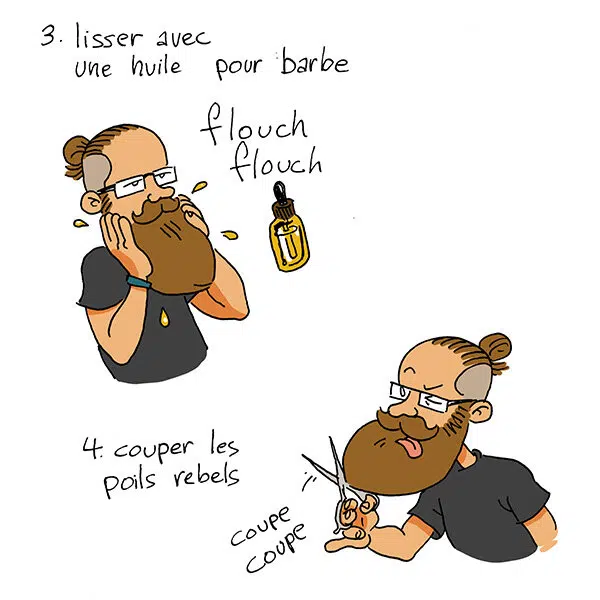 3. lisser avec
une huile pour barbe
flouch
flouch
4. couper les
poils rebels
coupe
coupe